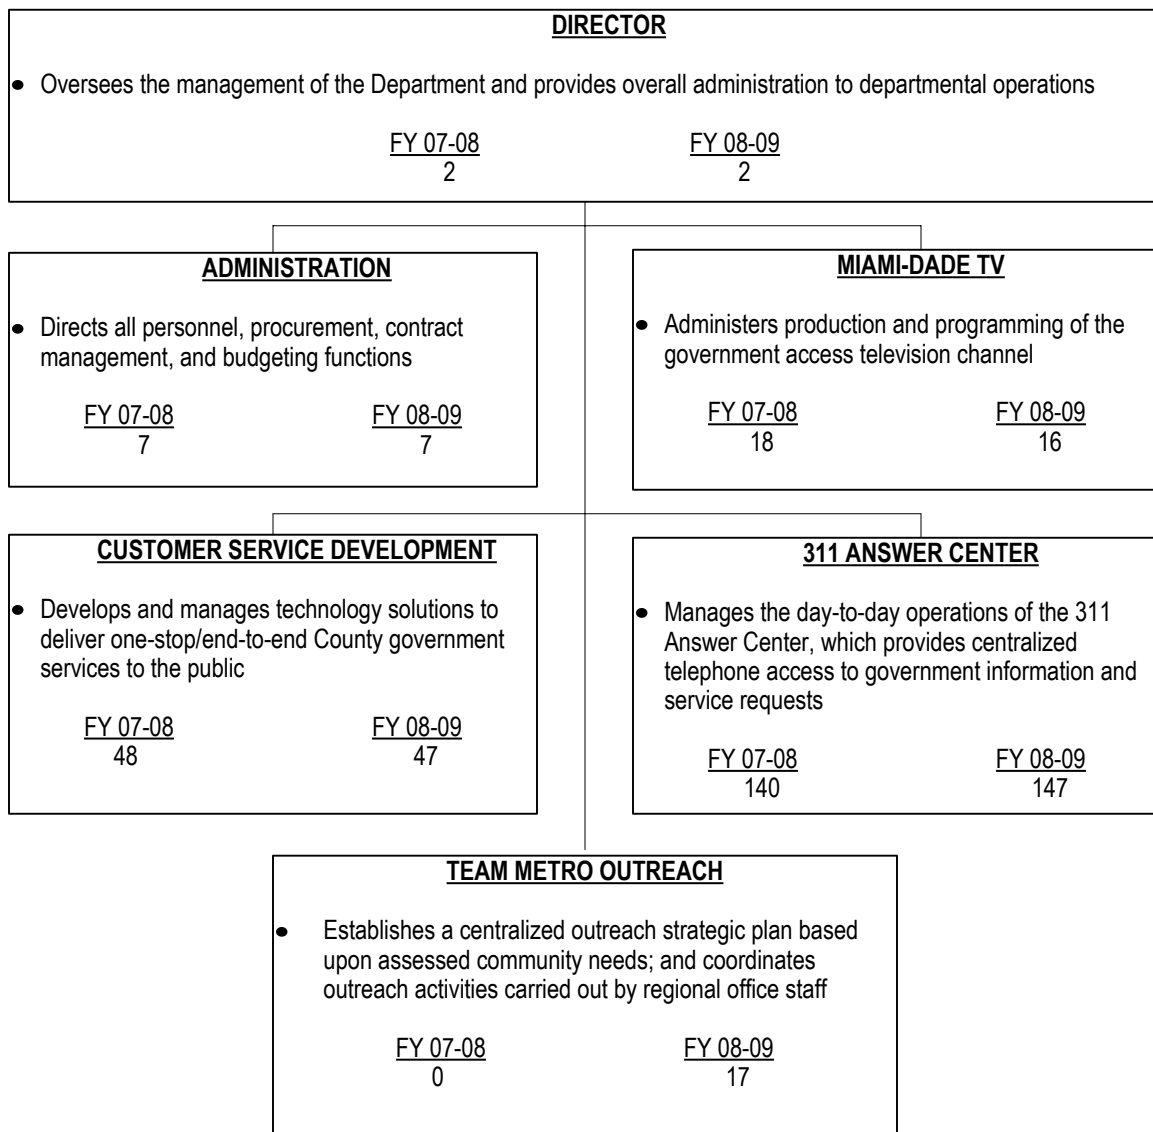 DIRECTOR
● Oversees the management of the Department and provides overall administration to departmental operations
FY 07-08 FY 08-09
2 2
ADMINISTRATION
● Directs all personnel, procurement, contract
management, and budgeting functions
FY 07-08 FY 08-09
7 7
MIAMI-DADE TV
● Administers production and programming of the
government access television channel
FY 07-08 FY 08-09
18 16
CUSTOMER SERVICE DEVELOPMENT
● Develops and manages technology solutions to
deliver one-stop/end-to-end County government
services to the public
FY 07-08 FY 08-09
48 47
311 ANSWER CENTER
● Manages the day-to-day operations of the 311
Answer Center, which provides centralized
telephone access to government information and
service requests
FY 07-08 FY 08-09
140 147
TEAM METRO OUTREACH
● Establishes a centralized outreach strategic plan based
upon assessed community needs; and coordinates
outreach activities carried out by regional office staff
FY 07-08 FY 08-09
0 17